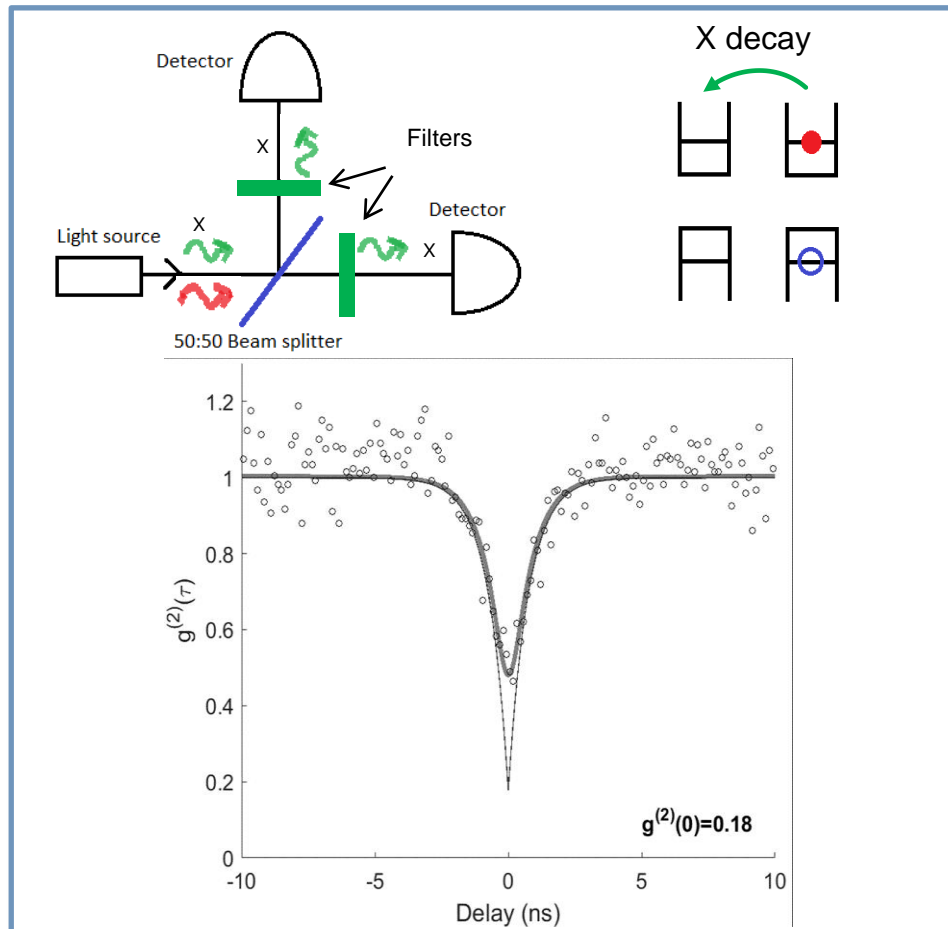 X decay
Detector
X
Filters
Detector
X
Light source
X
50:50 Beam splitter
1.2
1
0.8
0.6
0.4
0.2
0
g(2)(τ)
g(2)(0)=0.18
-10
-5
0
5
10
Delay (ns)